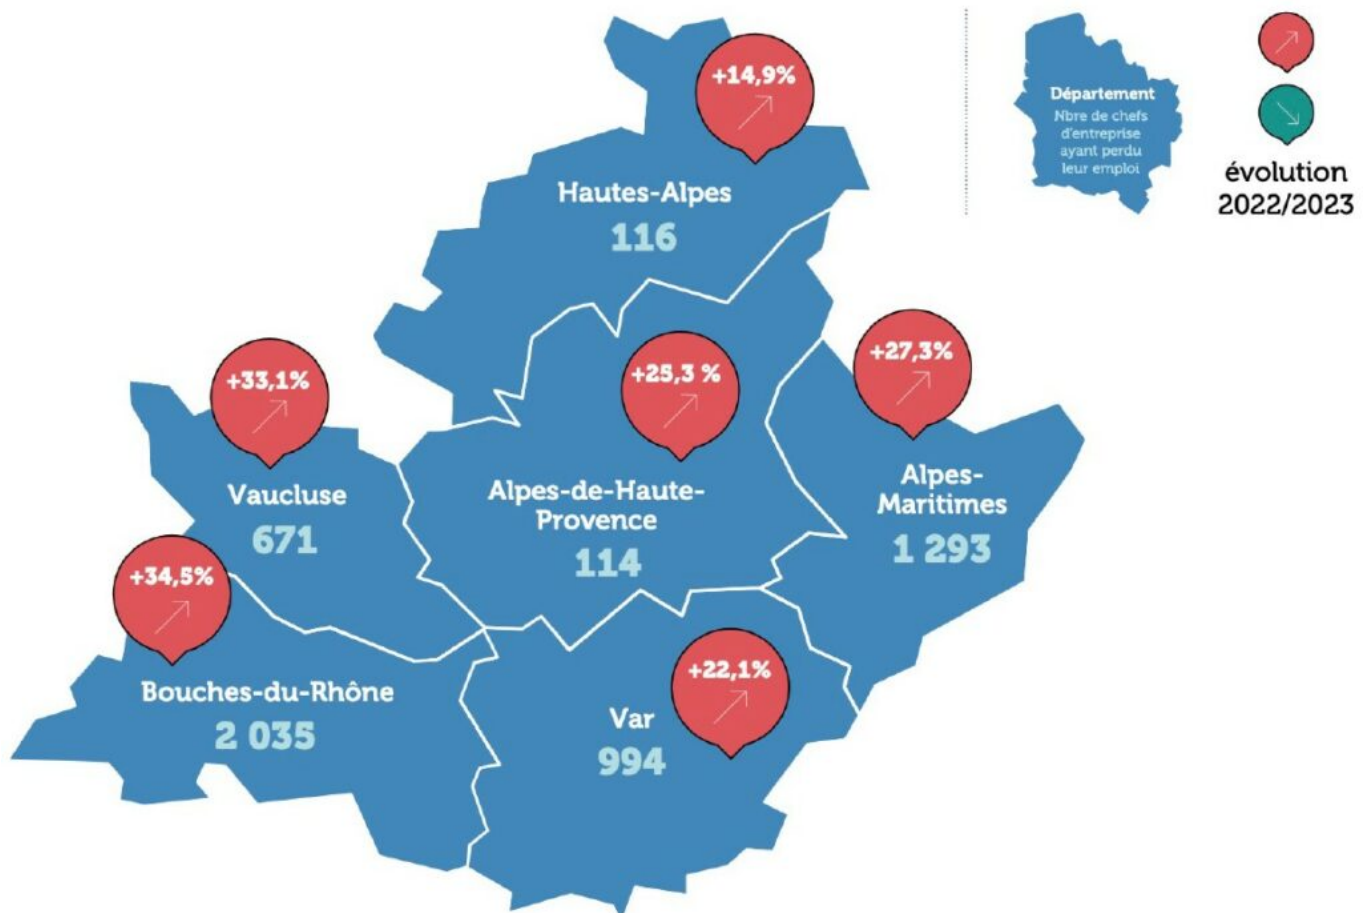 +14,9%
Hautes-Alpes
116
Département
Nbre de chefs
d'entreprise
ayant perdu
leur emploi
évolution
2022/2023
+33,1%
Vaucluse
671
+25,3 %
Alpes-de-Haute-
Provence
114
+27,3%
Alpes-
Maritimes
1 293
+34,5%
Bouches-du-Rhône
2 035
+22,1%
Var
994